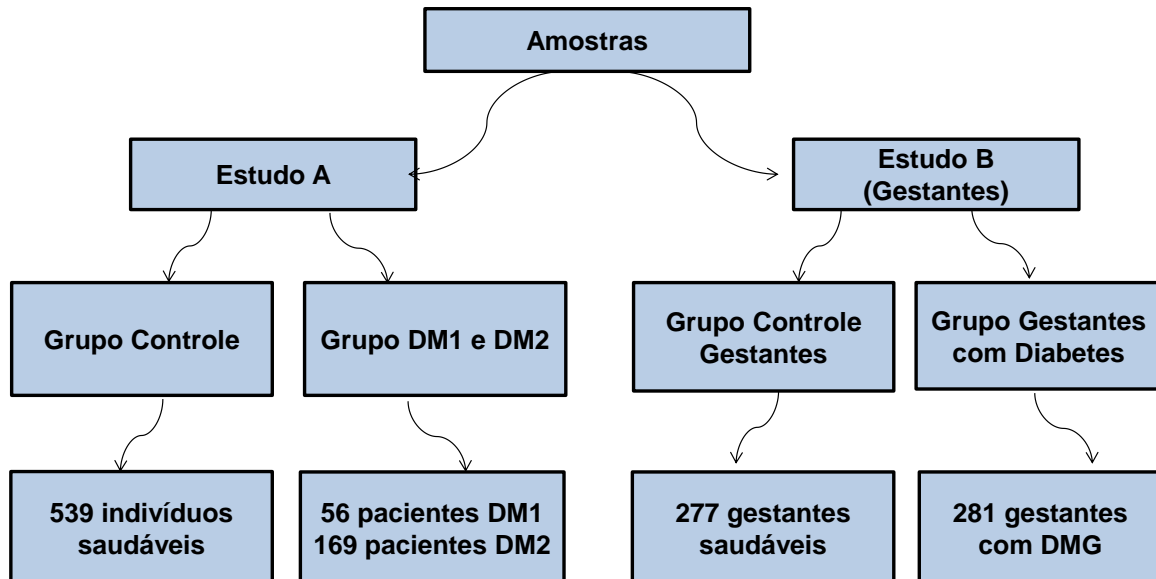 Amostras
Estudo A
Estudo B
(Gestantes)
Grupo Controle
Grupo DM1 e DM2
Grupo Controle
Gestantes
Grupo Gestantes
com Diabetes
539 indivíduos
saudáveis
56 pacientes DM1
169 pacientes DM2
277 gestantes
saudáveis
281 gestantes
com DMG